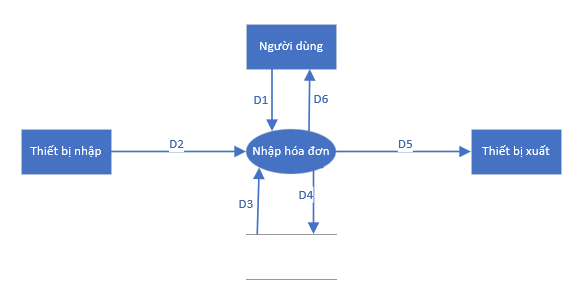 Người dùng
D1
D6
Thiết bị nhập
D2
Nhập hóa đơn
D5
Thiết bị xuất
D3
D4